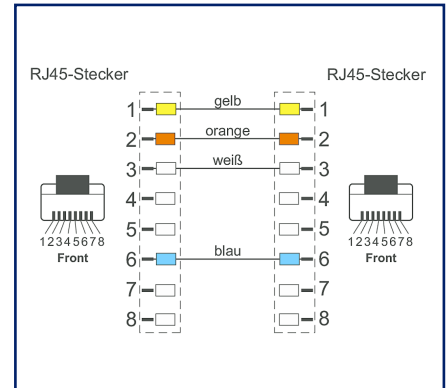 RJ45-Stecker RJ45-Stecker
1 gelb 1
2 orange 2
3 weiß 3
4 4
5 5
6 blau 6
7 7
8 8
12345678 12345678
Front Front